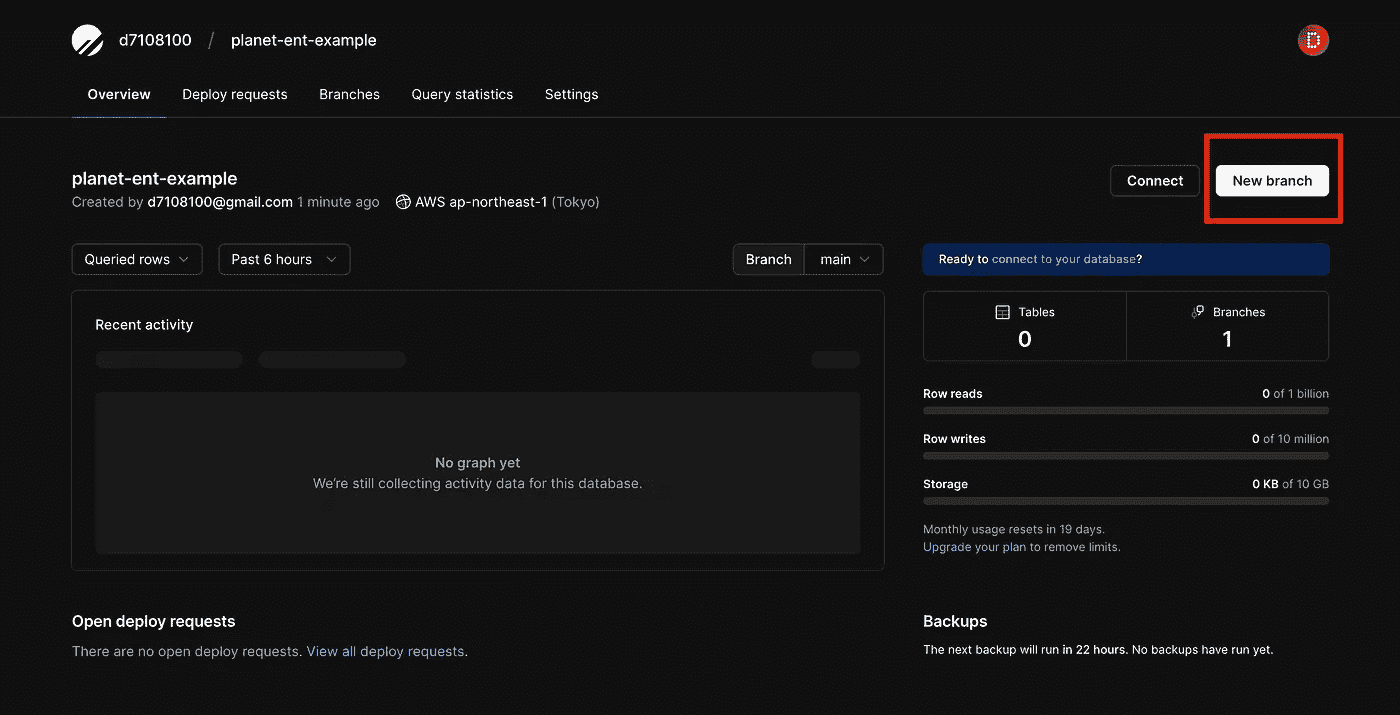 d7108100 / planet-ent-example
Overview Deploy requests Branches Query statistics Settings
planet-ent-example
Connect New branch
Created by d7108100@gmail.com 1 minute ago AWS ap-northeast-1 (Tokyo)
Queried rows Past 6 hours Branch main
Ready to connect to your database?
Recent activity
Tables Branches
0 1
Row reads 0 of 1 billion
Row writes 0 of 10 million
No graph yet
We're still collecting activity data for this database.
Storage 0 KB of 10 GB
Monthly usage resets in 19 days.
Upgrade your plan to remove limits.
Open deploy requests
There are no open deploy requests. View all deploy requests.
Backups
The next backup will run in 22 hours. No backups have run yet.